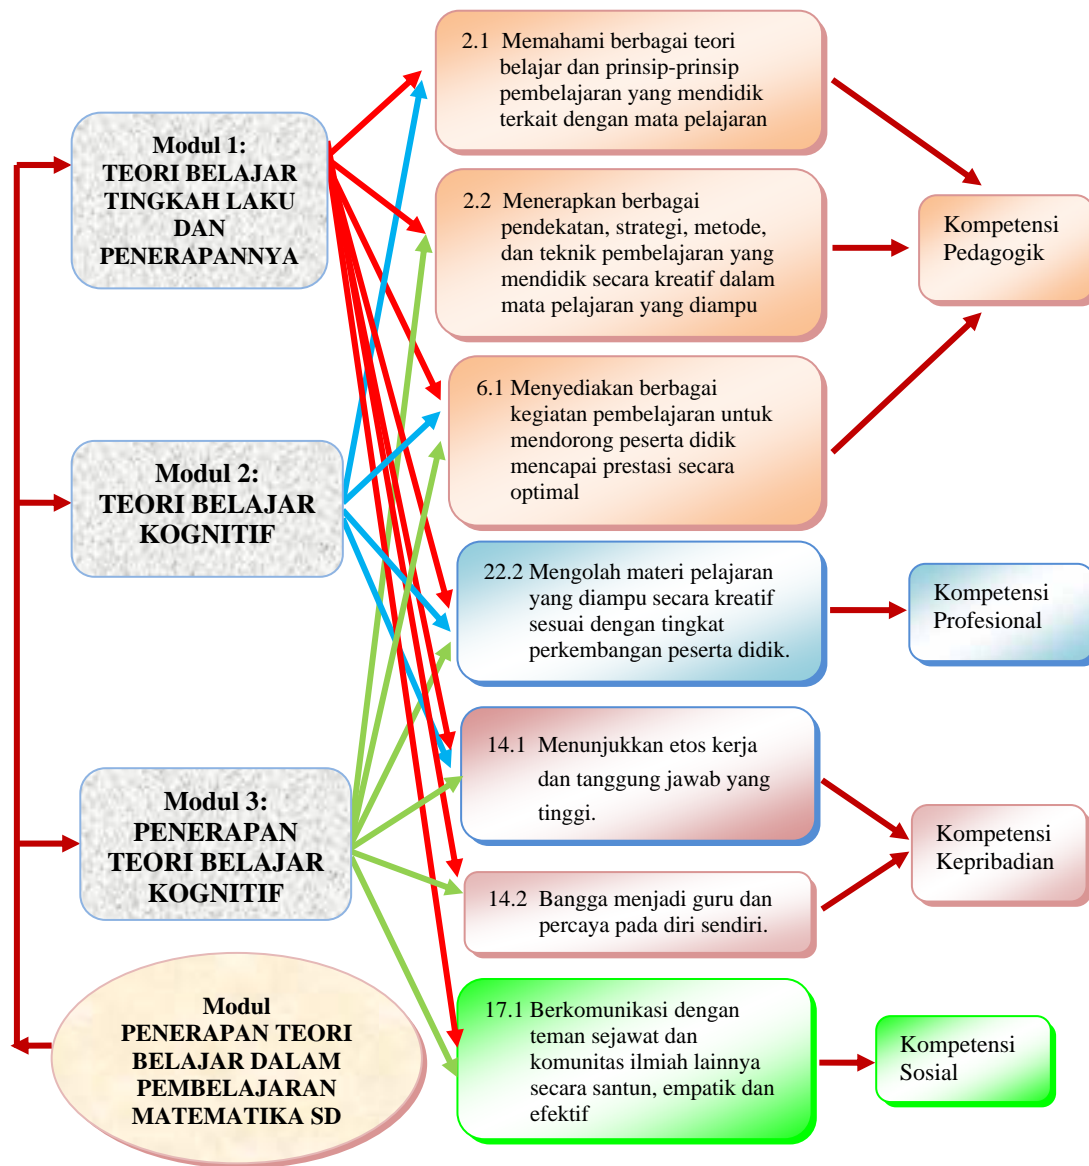 Modul 1:
TEORI BELAJAR
TINGKAH LAKU
DAN
PENERAPANNYA
Modul 2:
TEORI BELAJAR
KOGNITIF
Modul 3:
PENERAPAN
TEORI BELAJAR
KOGNITIF
Modul
PENERAPAN TEORI
BELAJAR DALAM
PEMBELAJARAN
MATEMATIKA SD
2.1 Memahami berbagai teori
belajar dan prinsip-prinsip
pembelajaran yang mendidik
terkait dengan mata pelajaran
2.2 Menerapkan berbagai
pendekatan, strategi, metode,
dan teknik pembelajaran yang
mendidik secara kreatif dalam
mata pelajaran yang diampu
6.1 Menyediakan berbagai
kegiatan pembelajaran untuk
mendorong peserta didik
mencapai prestasi secara
optimal
22.2 Mengolah materi pelajaran
yang diampu secara kreatif
sesuai dengan tingkat
perkembangan peserta didik.
14.1 Menunjukkan etos kerja
dan tanggung jawab yang
tinggi.
14.2 Bangga menjadi guru dan
percaya pada diri sendiri.
17.1 Berkomunikasi dengan
teman sejawat dan
komunitas ilmiah lainnya
secara santun, empatik dan
efektif
Kompetensi
Pedagogik
Kompetensi
Profesional
Kompetensi
Kepribadian
Kompetensi
Sosial